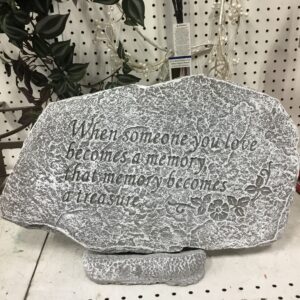 When someone you love
becomes a memory,
that memory becomes
a treasure.